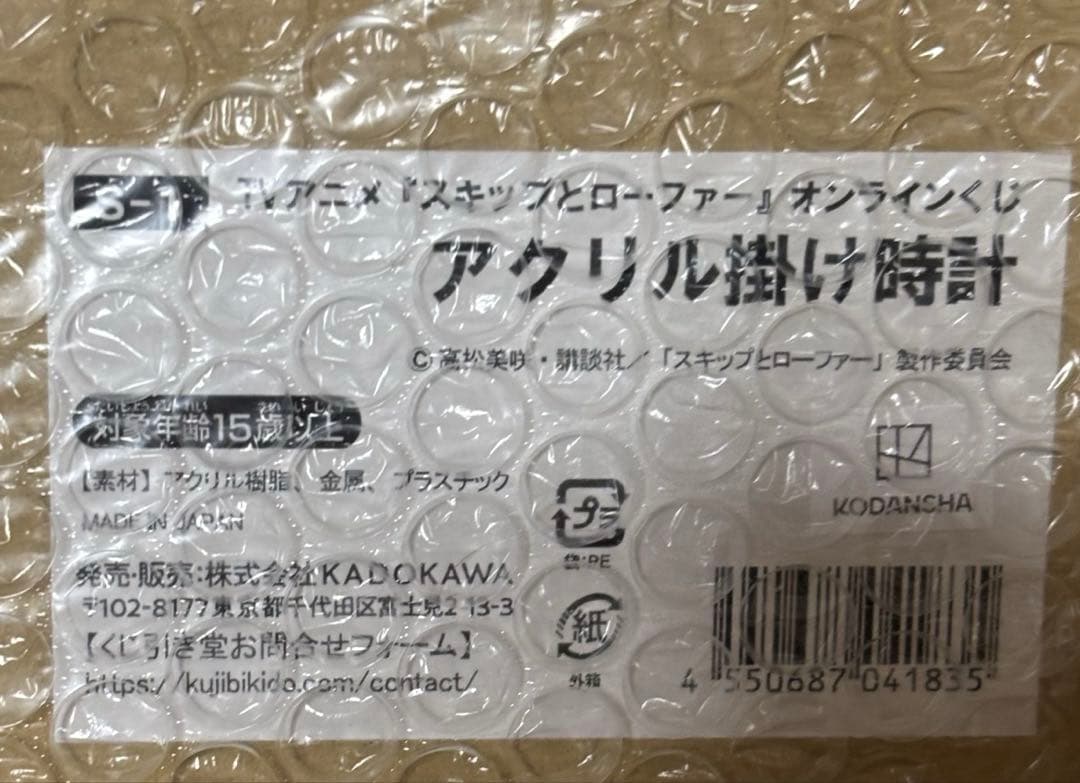 S-1
TVアニメ『スキップとローファー』オンラインくじ
アクリル掛け時計
©高松美咲・講談社/「スキップとローファー」製作委員会
対象年齢15歳以上
【素材】アクリル樹脂、金属、プラスチック
MADE IN JAPAN
プラ
袋:PE
KODANSHA
発売・販売:株式会社KADOKAWA
〒102-8177 東京都千代田区富士見2-13-3
【くじ引き堂お問合せフォーム】
https://kujibikido.com/contact/
紙
外箱
4 550687 041835